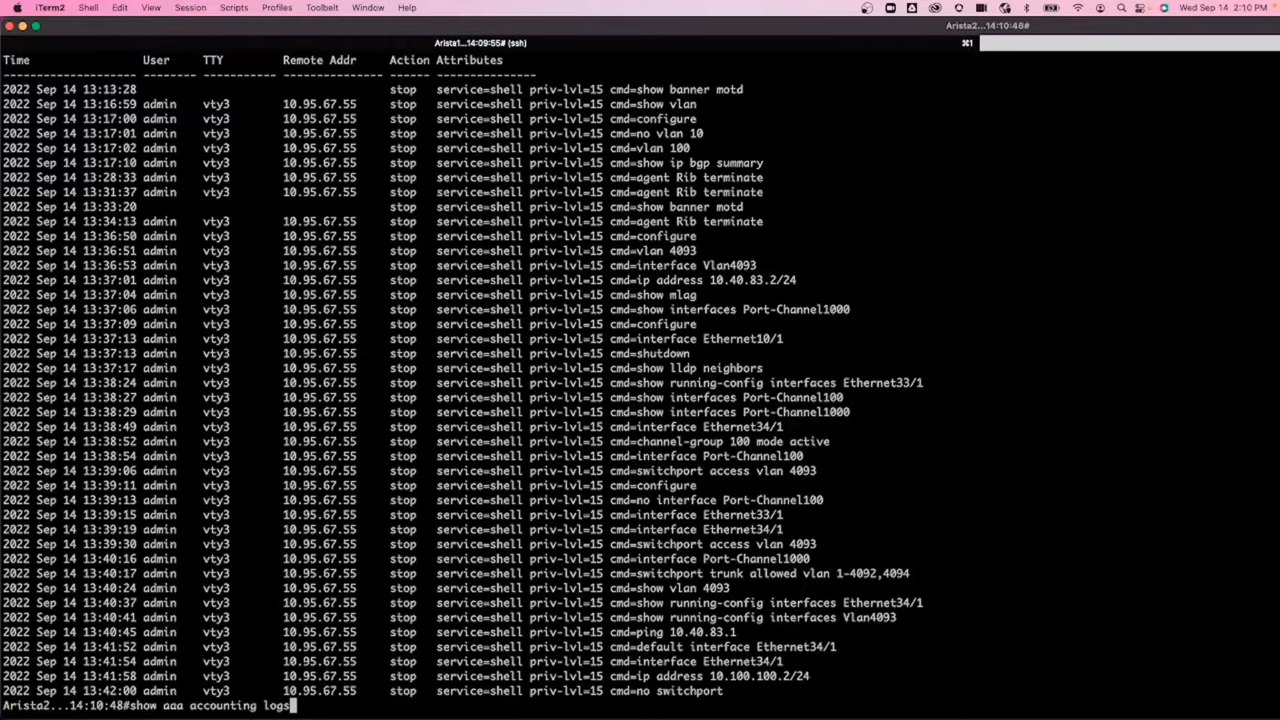 iTerm2 Shell Edit View Session Scripts Profiles Toolbelt Window Help Wed Sep 14 2:10 PM
Arista2...14:10:48#
Arista1...14:09:55# (ssh) ⌘1
Time User TTY Remote Addr Action Attributes
-------------------- -------- ----------- --------------- ------ ---------------
2022 Sep 14 13:13:28 stop service=shell priv-lvl=15 cmd=show banner motd
2022 Sep 14 13:16:59 admin vty3 10.95.67.55 stop service=shell priv-lvl=15 cmd=show vlan
2022 Sep 14 13:17:00 admin vty3 10.95.67.55 stop service=shell priv-lvl=15 cmd=configure
2022 Sep 14 13:17:01 admin vty3 10.95.67.55 stop service=shell priv-lvl=15 cmd=no vlan 10
2022 Sep 14 13:17:02 admin vty3 10.95.67.55 stop service=shell priv-lvl=15 cmd=vlan 100
2022 Sep 14 13:17:10 admin vty3 10.95.67.55 stop service=shell priv-lvl=15 cmd=show ip bgp summary
2022 Sep 14 13:28:33 admin vty3 10.95.67.55 stop service=shell priv-lvl=15 cmd=agent Rib terminate
2022 Sep 14 13:31:37 admin vty3 10.95.67.55 stop service=shell priv-lvl=15 cmd=agent Rib terminate
2022 Sep 14 13:33:20 stop service=shell priv-lvl=15 cmd=show banner motd
2022 Sep 14 13:34:13 admin vty3 10.95.67.55 stop service=shell priv-lvl=15 cmd=agent Rib terminate
2022 Sep 14 13:36:50 admin vty3 10.95.67.55 stop service=shell priv-lvl=15 cmd=configure
2022 Sep 14 13:36:51 admin vty3 10.95.67.55 stop service=shell priv-lvl=15 cmd=vlan 4093
2022 Sep 14 13:36:53 admin vty3 10.95.67.55 stop service=shell priv-lvl=15 cmd=interface Vlan4093
2022 Sep 14 13:37:01 admin vty3 10.95.67.55 stop service=shell priv-lvl=15 cmd=ip address 10.40.83.2/24
2022 Sep 14 13:37:04 admin vty3 10.95.67.55 stop service=shell priv-lvl=15 cmd=show mlag
2022 Sep 14 13:37:06 admin vty3 10.95.67.55 stop service=shell priv-lvl=15 cmd=show interfaces Port-Channel1000
2022 Sep 14 13:37:09 admin vty3 10.95.67.55 stop service=shell priv-lvl=15 cmd=configure
2022 Sep 14 13:37:13 admin vty3 10.95.67.55 stop service=shell priv-lvl=15 cmd=interface Ethernet10/1
2022 Sep 14 13:37:13 admin vty3 10.95.67.55 stop service=shell priv-lvl=15 cmd=shutdown
2022 Sep 14 13:37:17 admin vty3 10.95.67.55 stop service=shell priv-lvl=15 cmd=show lldp neighbors
2022 Sep 14 13:38:24 admin vty3 10.95.67.55 stop service=shell priv-lvl=15 cmd=show running-config interfaces Ethernet33/1
2022 Sep 14 13:38:27 admin vty3 10.95.67.55 stop service=shell priv-lvl=15 cmd=show interfaces Port-Channel100
2022 Sep 14 13:38:29 admin vty3 10.95.67.55 stop service=shell priv-lvl=15 cmd=show interfaces Port-Channel1000
2022 Sep 14 13:38:49 admin vty3 10.95.67.55 stop service=shell priv-lvl=15 cmd=interface Ethernet34/1
2022 Sep 14 13:38:52 admin vty3 10.95.67.55 stop service=shell priv-lvl=15 cmd=channel-group 100 mode active
2022 Sep 14 13:38:54 admin vty3 10.95.67.55 stop service=shell priv-lvl=15 cmd=interface Port-Channel100
2022 Sep 14 13:39:06 admin vty3 10.95.67.55 stop service=shell priv-lvl=15 cmd=switchport access vlan 4093
2022 Sep 14 13:39:11 admin vty3 10.95.67.55 stop service=shell priv-lvl=15 cmd=configure
2022 Sep 14 13:39:13 admin vty3 10.95.67.55 stop service=shell priv-lvl=15 cmd=no interface Port-Channel100
2022 Sep 14 13:39:15 admin vty3 10.95.67.55 stop service=shell priv-lvl=15 cmd=interface Ethernet33/1
2022 Sep 14 13:39:19 admin vty3 10.95.67.55 stop service=shell priv-lvl=15 cmd=interface Ethernet34/1
2022 Sep 14 13:39:30 admin vty3 10.95.67.55 stop service=shell priv-lvl=15 cmd=switchport access vlan 4093
2022 Sep 14 13:40:16 admin vty3 10.95.67.55 stop service=shell priv-lvl=15 cmd=interface Port-Channel1000
2022 Sep 14 13:40:17 admin vty3 10.95.67.55 stop service=shell priv-lvl=15 cmd=switchport trunk allowed vlan 1-4092,4094
2022 Sep 14 13:40:24 admin vty3 10.95.67.55 stop service=shell priv-lvl=15 cmd=show vlan 4093
2022 Sep 14 13:40:37 admin vty3 10.95.67.55 stop service=shell priv-lvl=15 cmd=show running-config interfaces Ethernet34/1
2022 Sep 14 13:40:41 admin vty3 10.95.67.55 stop service=shell priv-lvl=15 cmd=show running-config interfaces Vlan4093
2022 Sep 14 13:40:45 admin vty3 10.95.67.55 stop service=shell priv-lvl=15 cmd=ping 10.40.83.1
2022 Sep 14 13:41:52 admin vty3 10.95.67.55 stop service=shell priv-lvl=15 cmd=default interface Ethernet34/1
2022 Sep 14 13:41:54 admin vty3 10.95.67.55 stop service=shell priv-lvl=15 cmd=interface Ethernet34/1
2022 Sep 14 13:41:58 admin vty3 10.95.67.55 stop service=shell priv-lvl=15 cmd=ip address 10.100.100.2/24
2022 Sep 14 13:42:00 admin vty3 10.95.67.55 stop service=shell priv-lvl=15 cmd=no switchport
Arista2...14:10:48#show aaa accounting logs